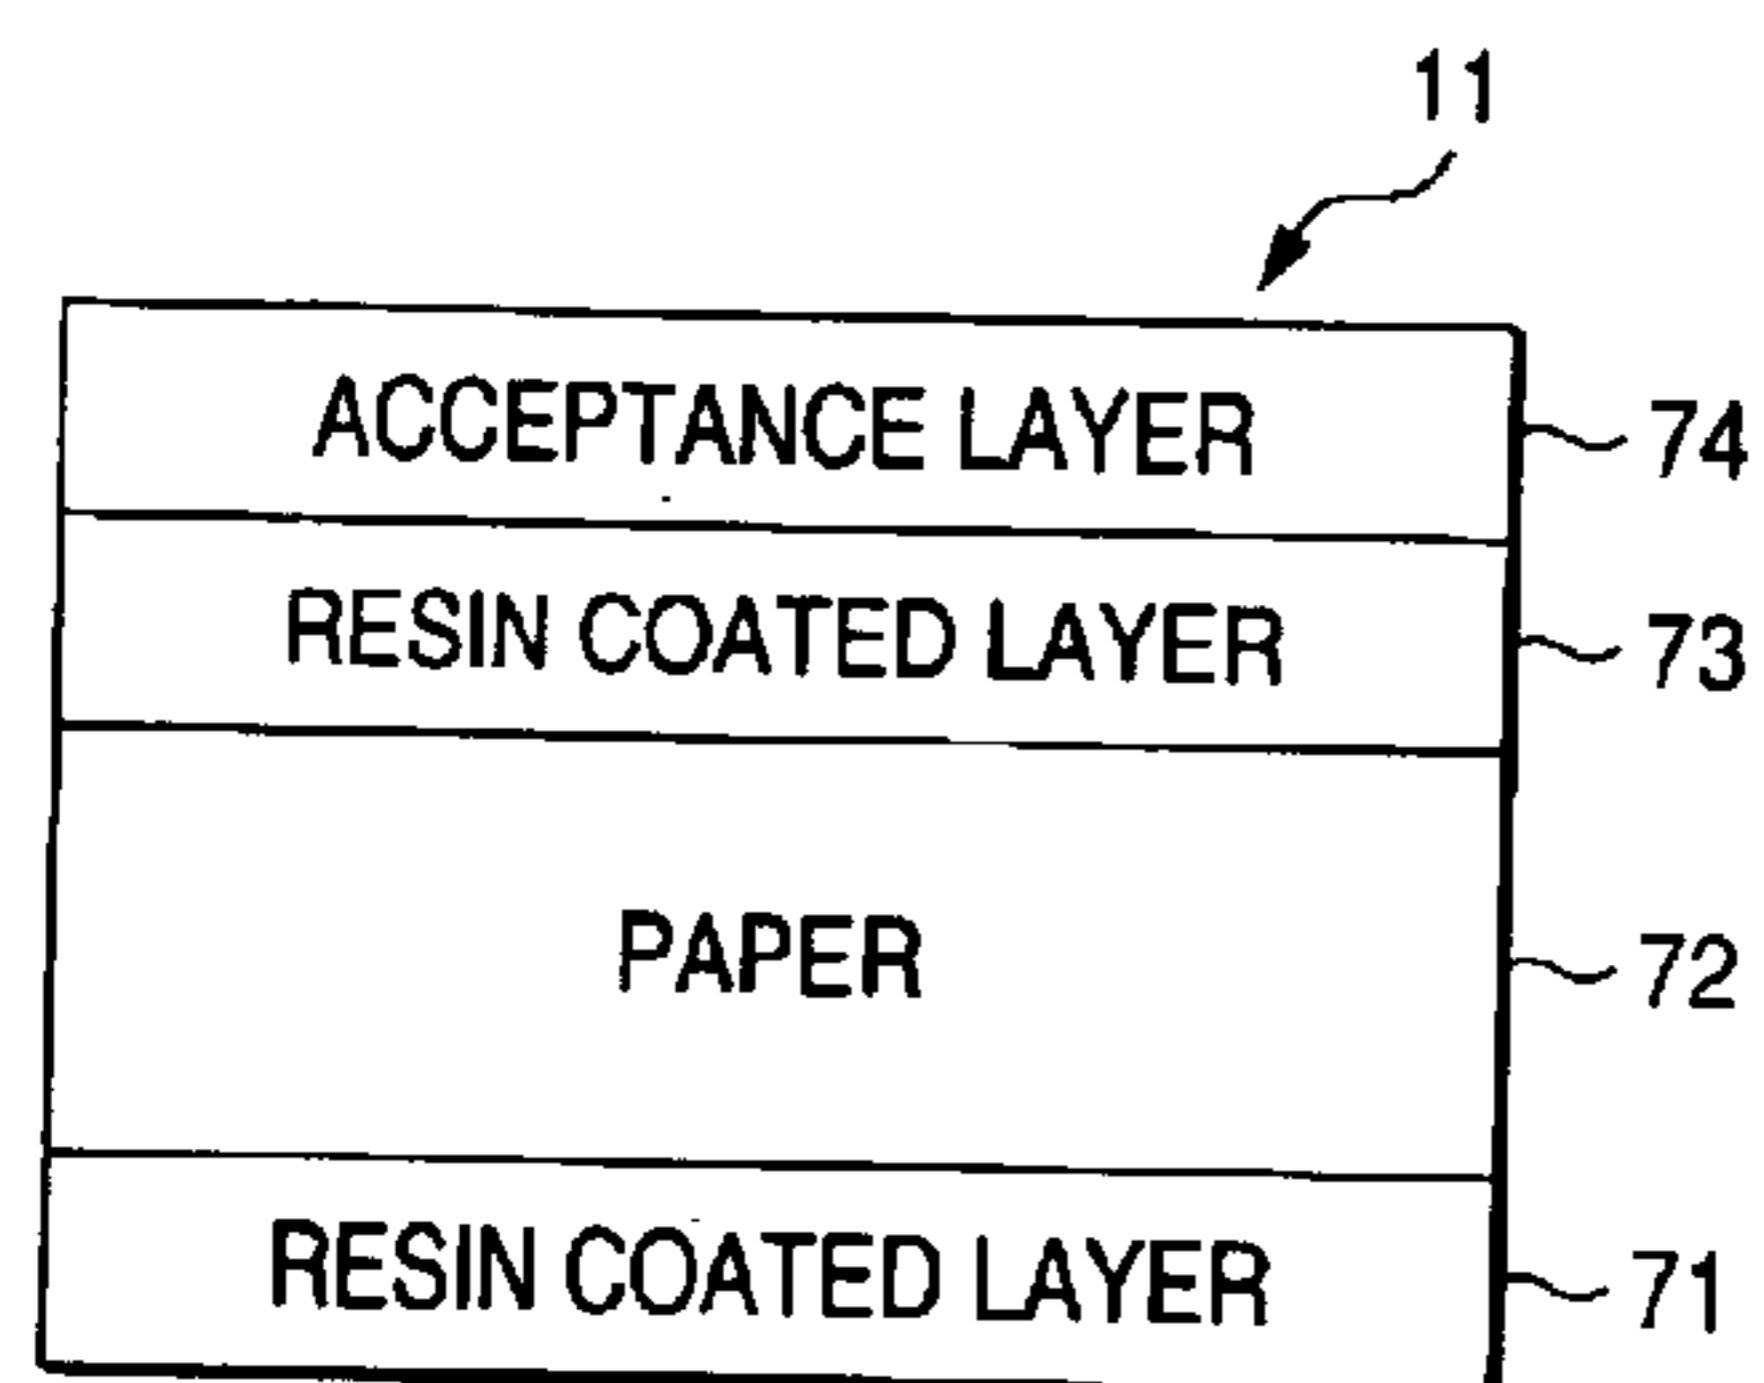 11
ACCEPTANCE LAYER 74
RESIN COATED LAYER 73
PAPER 72
RESIN COATED LAYER 71